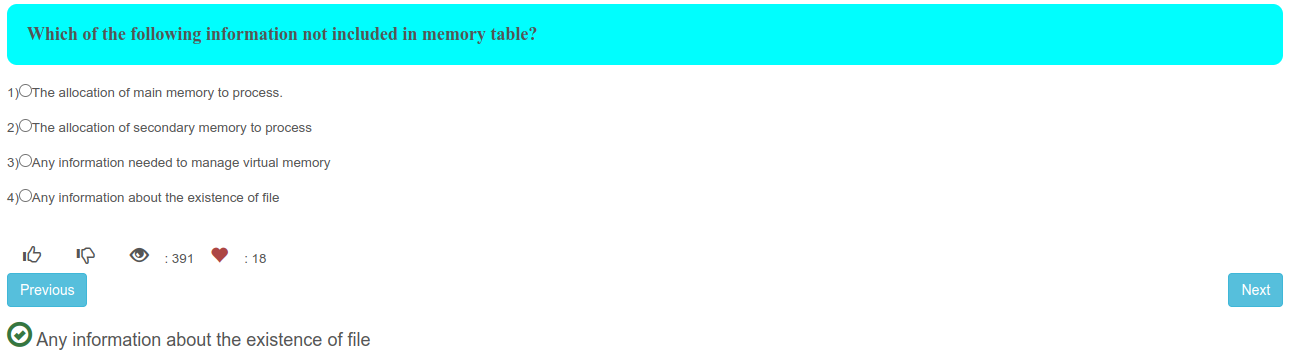 Which of the following information not included in memory table?
1)The allocation of main memory to process.
2)The allocation of secondary memory to process
3)Any information needed to manage virtual memory
4)Any information about the existence of file
: 391 : 18
Previous Next
Any information about the existence of file